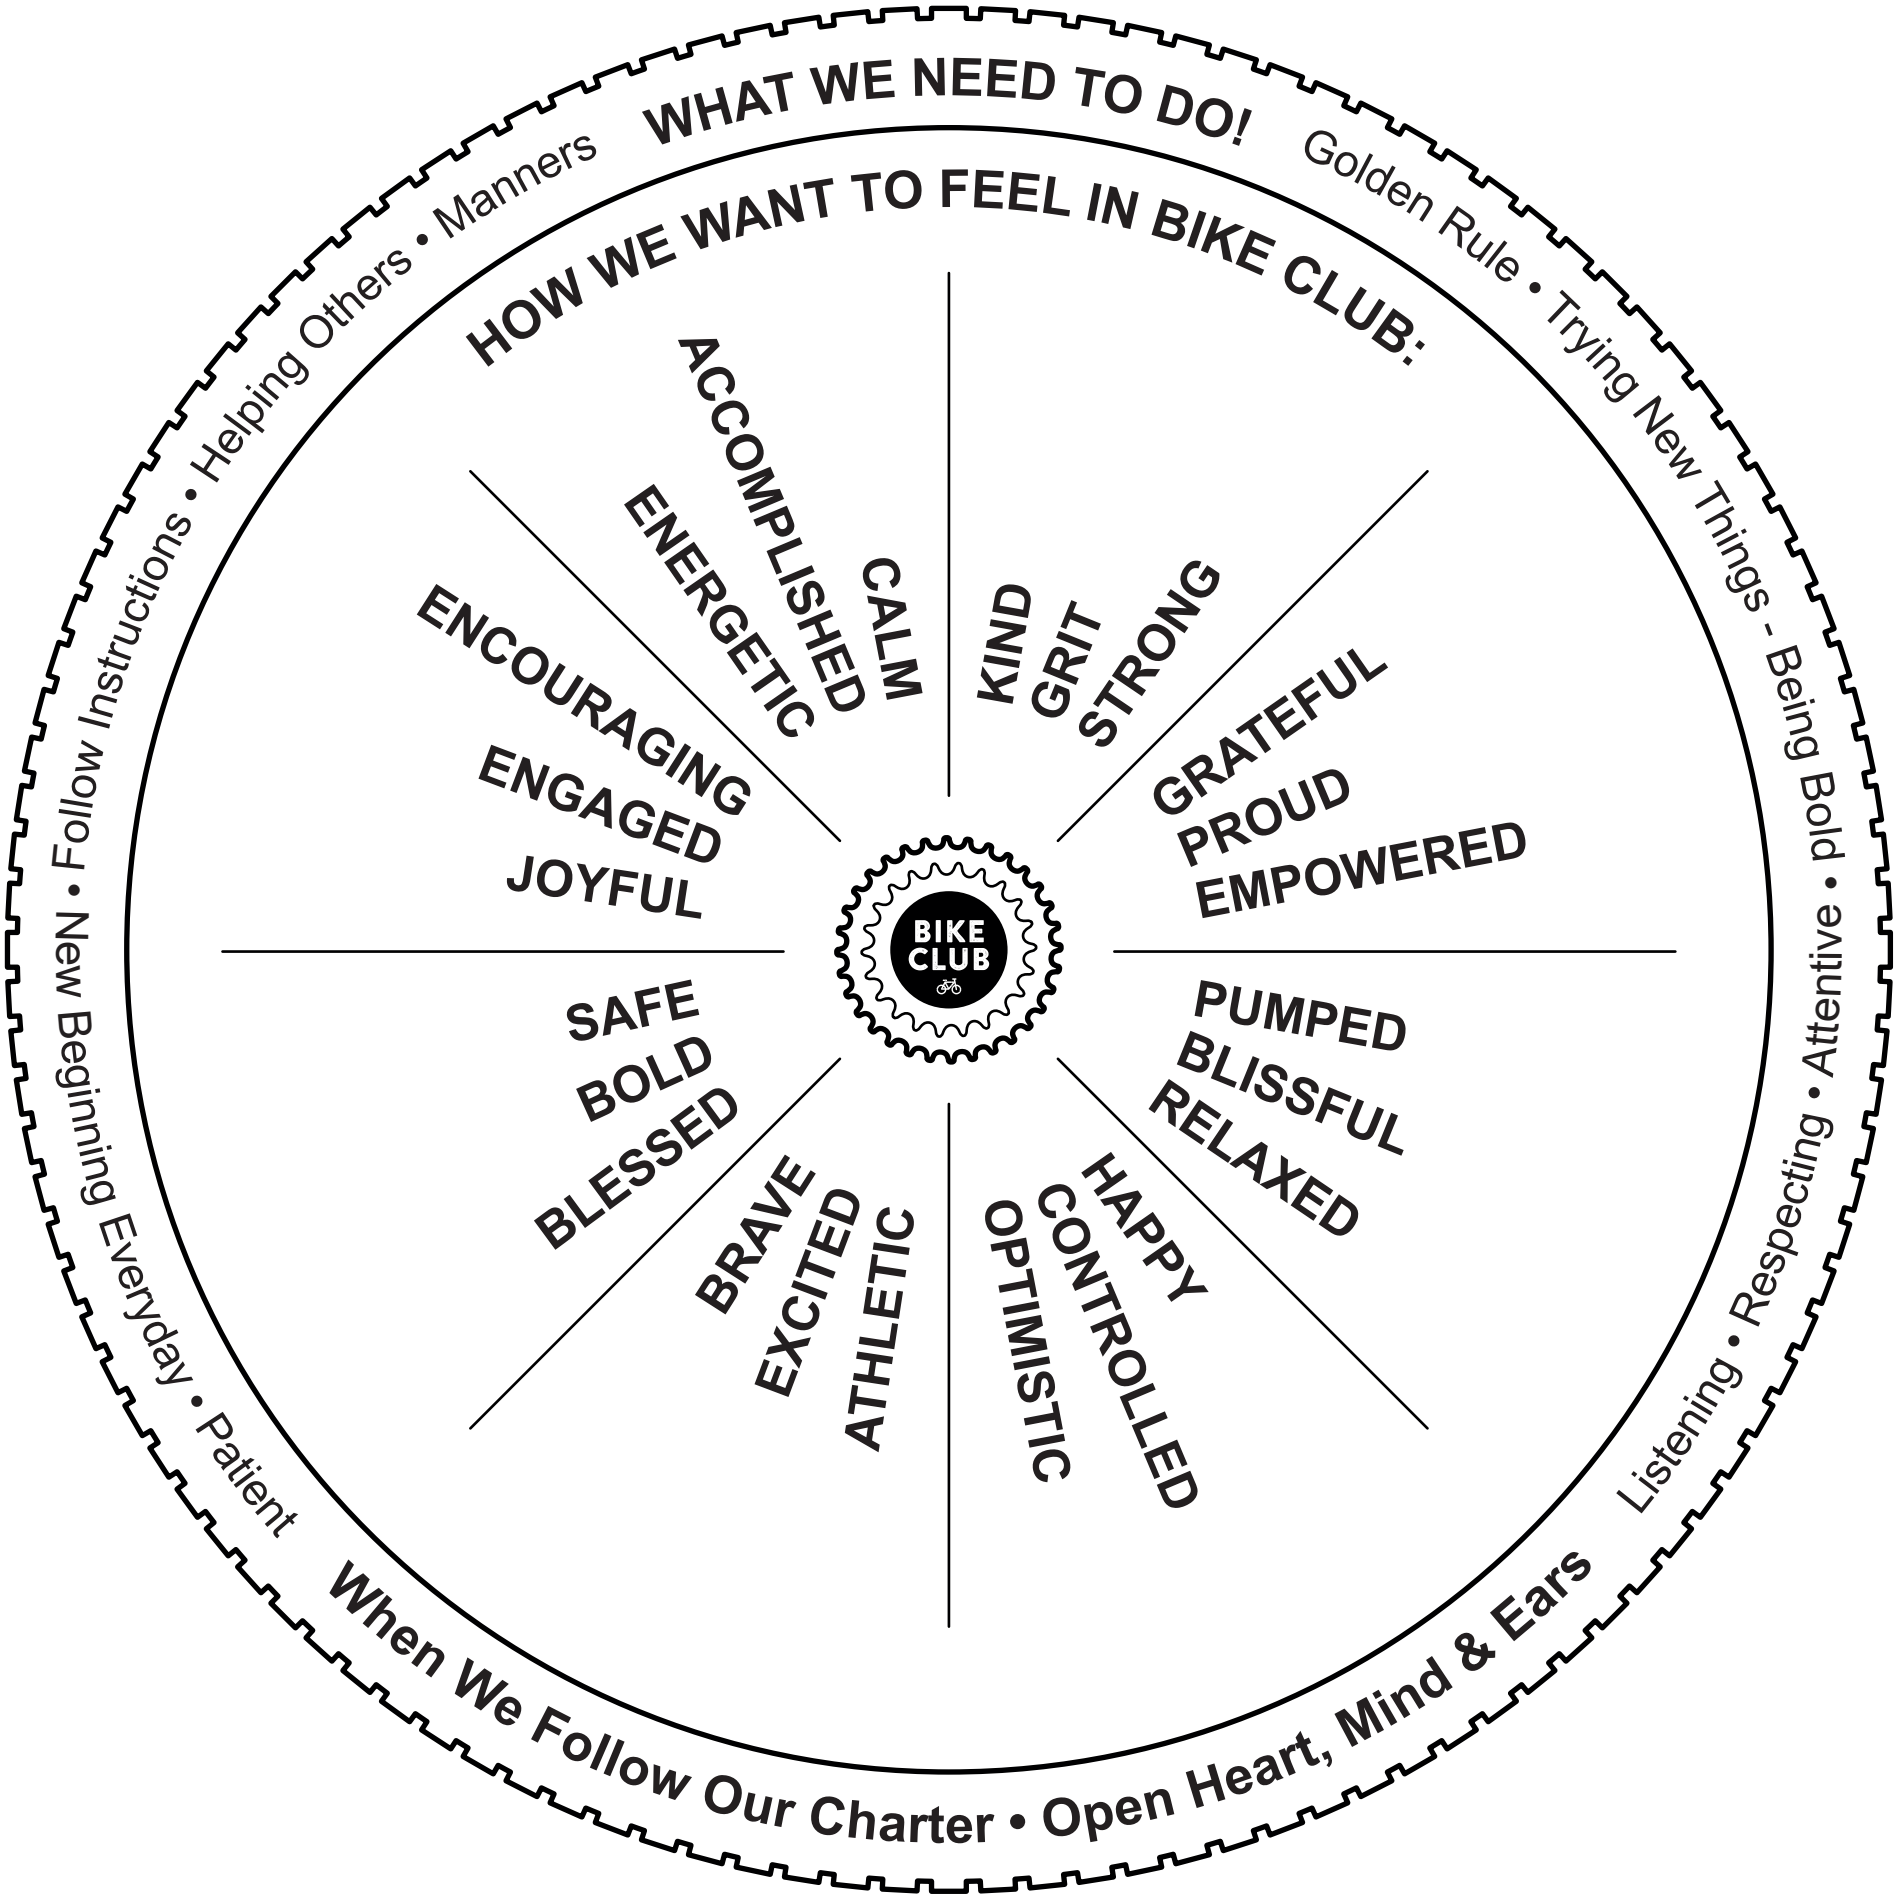 WHAT WE NEED TO DO!
Golden Rule • Trying New Things - Being Bold • Attentive • Respecting • Listening
When We Follow Our Charter • Open Heart, Mind & Ears
Patient • New Beginning Everyday • Follow Instructions • Helping Others • Manners
HOW WE WANT TO FEEL IN BIKE CLUB:
KIND
GRIT
STRONG
GRATEFUL
PROUD
EMPOWERED
PUMPED
BLISSFUL
RELAXED
HAPPY
CONTROLLED
OPTIMISTIC
ATHLETIC
EXCITED
BRAVE
BLESSED
BOLD
SAFE
JOYFUL
ENGAGED
ENCOURAGING
ENERGETIC
ACCOMPLISHED
CALM
BIKE
CLUB